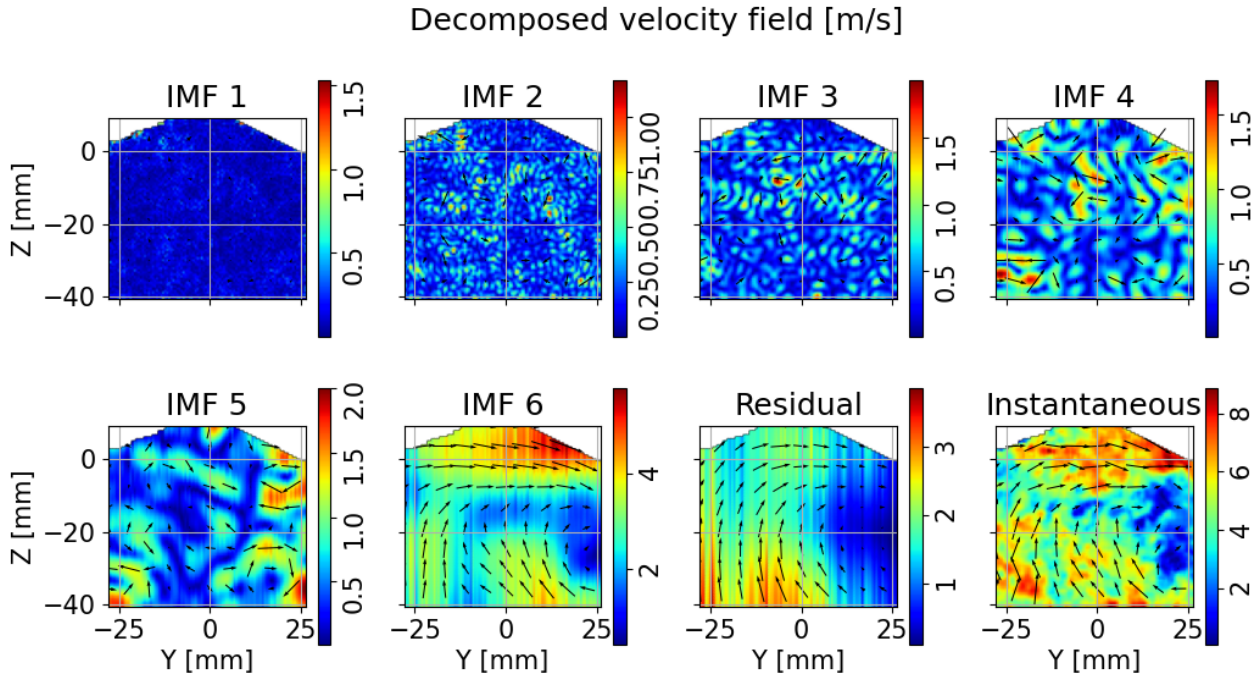 Decomposed velocity field [m/s]
IMF 1
IMF 2
IMF 3
IMF 4
Z [mm]
0
−20
−40
0.5
1.0
1.5
0.250.500.751.00
0.5
1.0
1.5
0.5
1.0
1.5
IMF 5
IMF 6
Residual
Instantaneous
Z [mm]
0
−20
−40
0.5
1.0
1.5
2.0
2
4
1
2
3
2
4
6
8
−25
0
25
−25
0
25
−25
0
25
−25
0
25
Y [mm]
Y [mm]
Y [mm]
Y [mm]